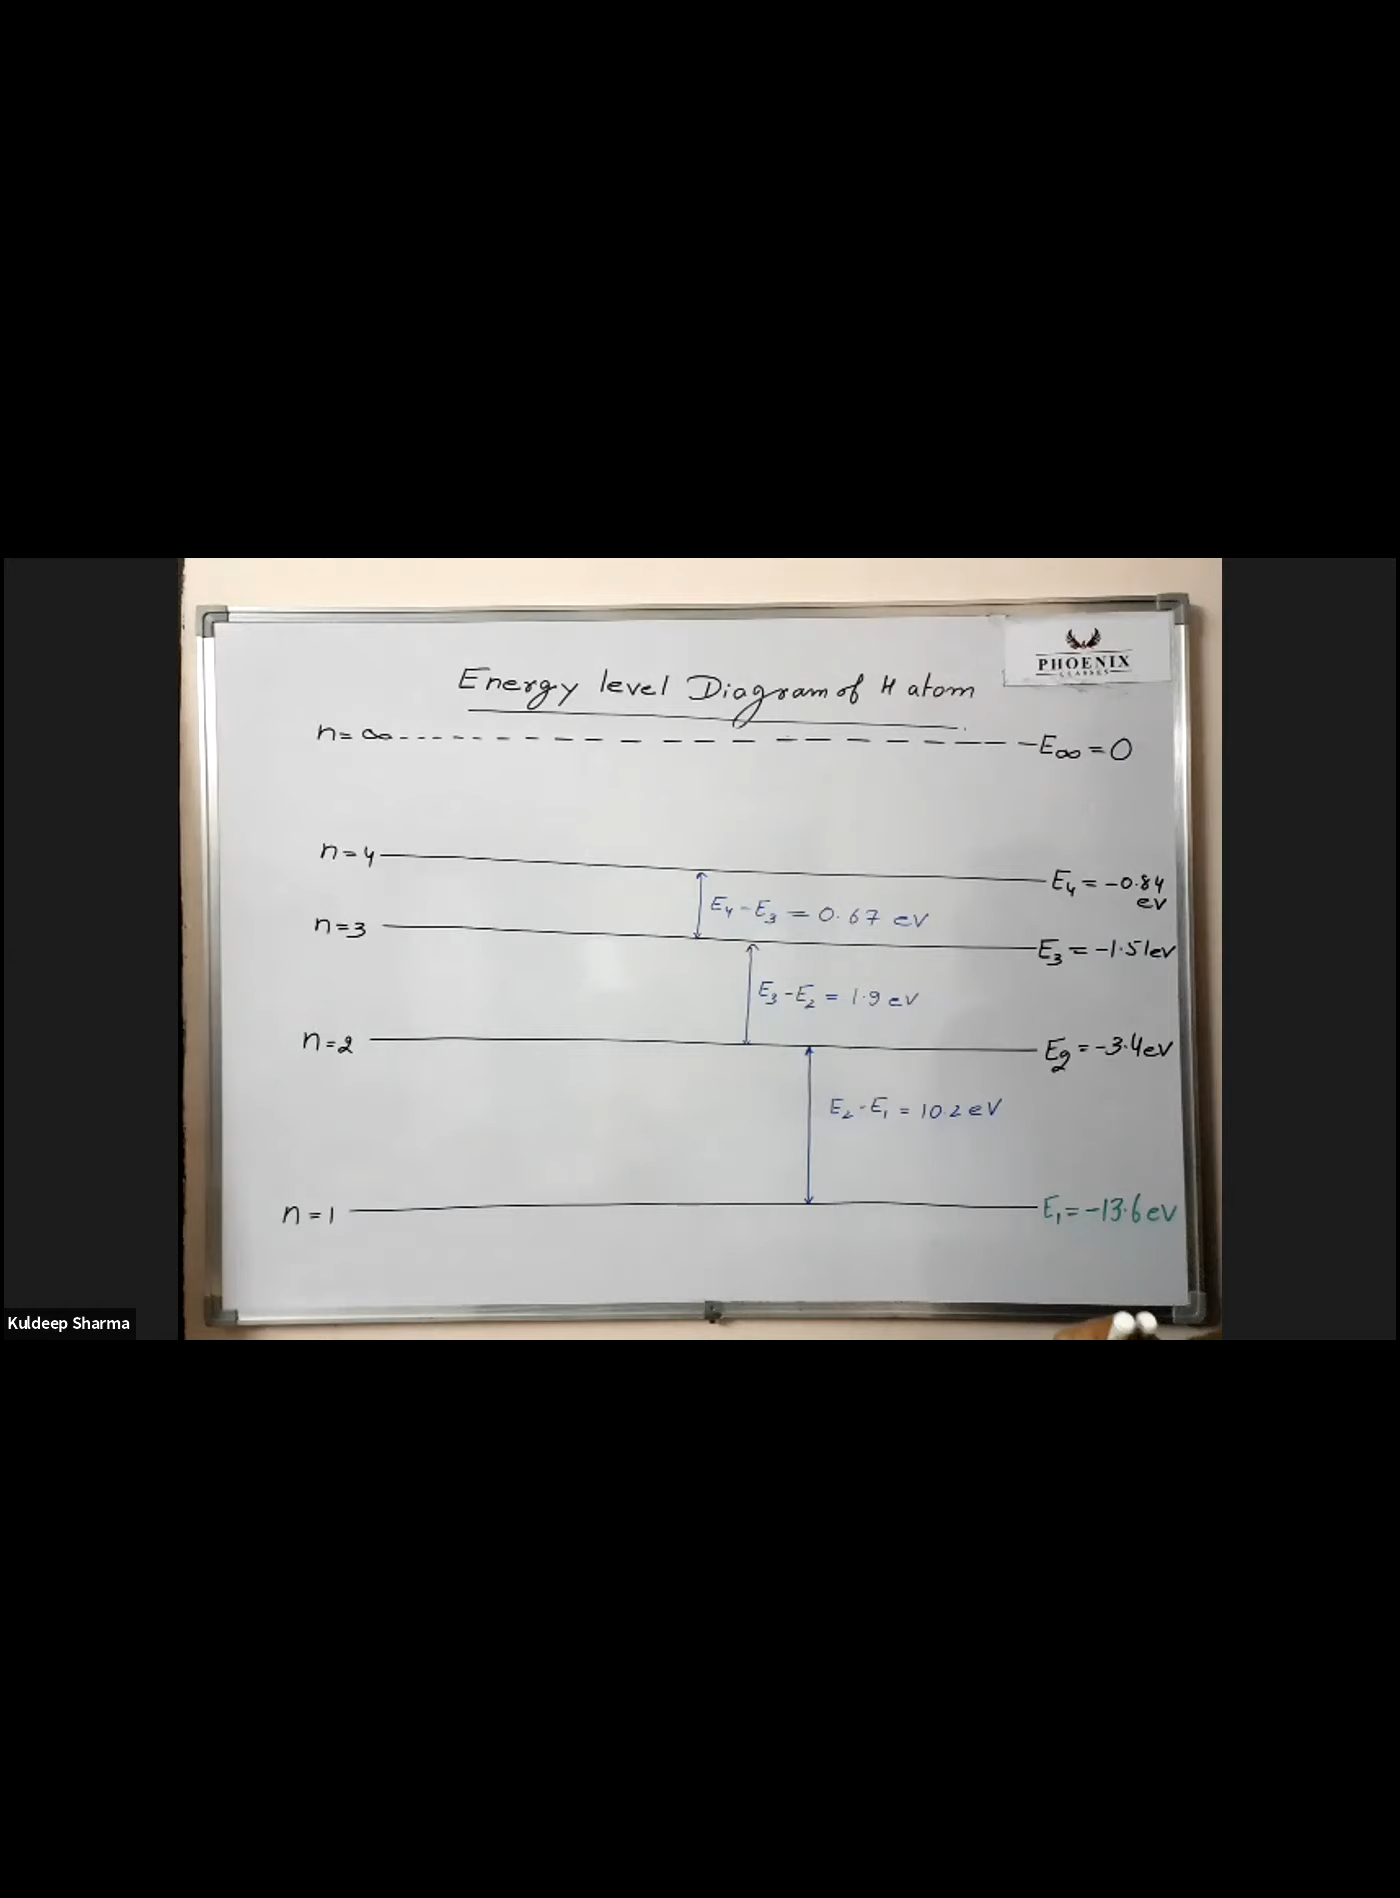 PHOENIX
CLASSES
Energy level Diagram of H atom
n=∞ E∞=0
n=4 E₄=-0.84
eV
E₄-E₃=0.67 eV
n=3 E₃=-1.51eV
E₃-E₂=1.9 eV
n=2 E₂=-3.4eV
E₂-E₁=10.2 eV
n=1 E₁=-13.6 eV
Kuldeep Sharma